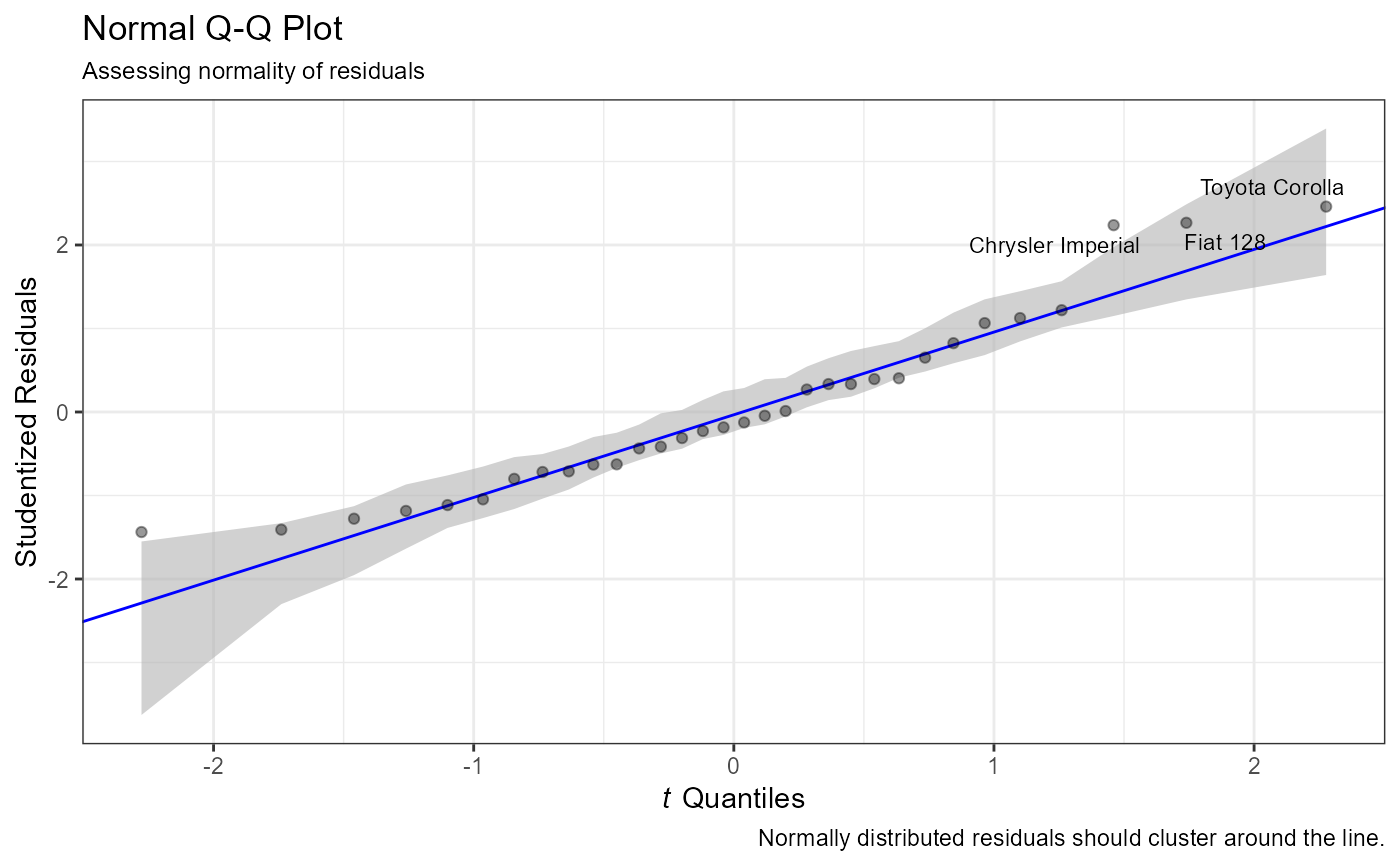 Normal Q-Q Plot
Assessing normality of residuals
Studentized Residuals
2
0
-2
Toyota Corolla
Chrysler Imperial
Fiat 128
-2
-1
0
1
2
t Quantiles
Normally distributed residuals should cluster around the line.